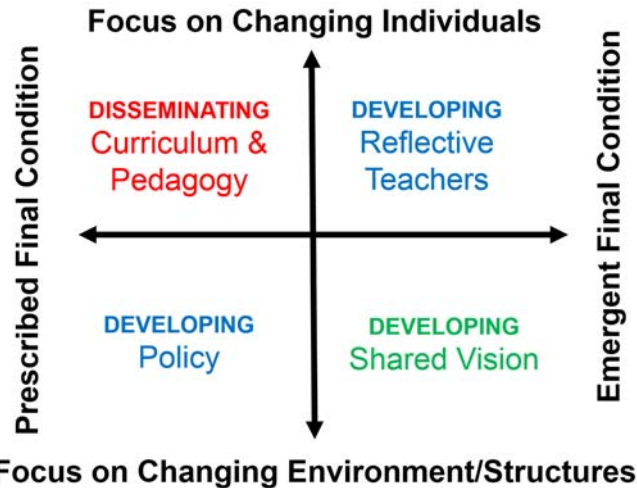 Focus on Changing Individuals
Prescribed Final Condition
DISSEMINATING
Curriculum &
Pedagogy
DEVELOPING
Reflective
Teachers
DEVELOPING
Policy
DEVELOPING
Shared Vision
Emergent Final Condition
Focus on Changing Environment/Structures